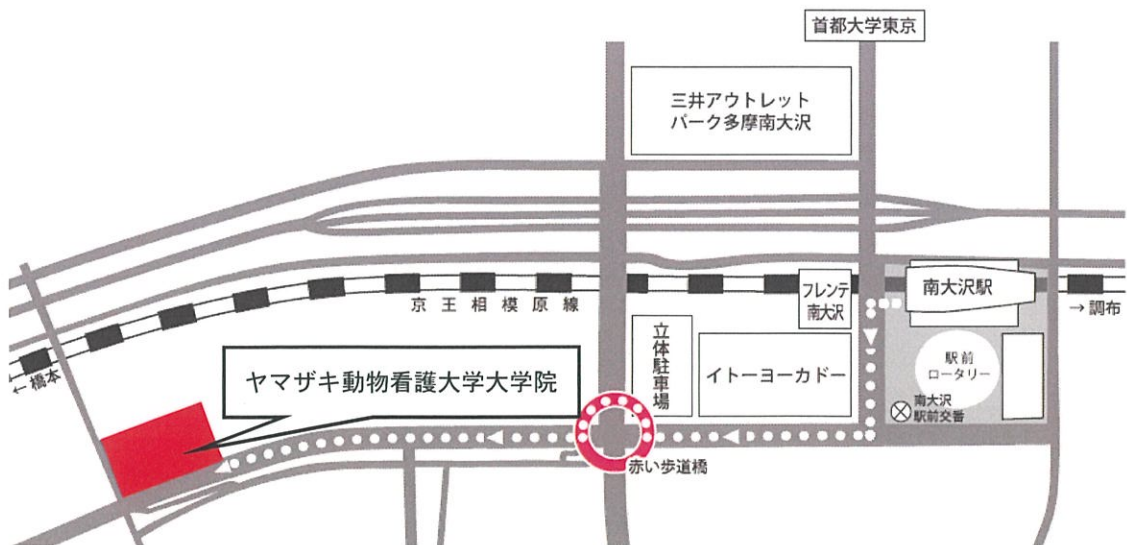 首都大学東京
三井アウトレット
パーク多摩南大沢
京王相模原線
フレンテ
南大沢
南大沢駅
→ 調布
← 橋本
立体駐車場
イトーヨーカドー
駅前
ロータリー
南大沢
駅前交番
ヤマザキ動物看護大学大学院
赤い歩道橋